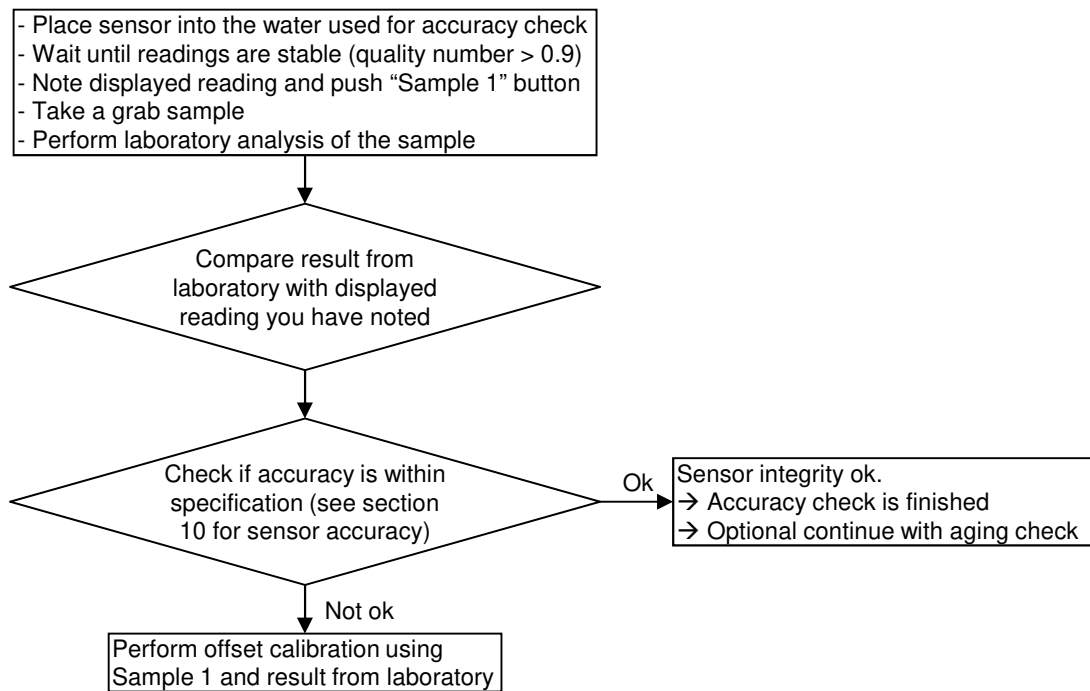 - Place sensor into the water used for accuracy check
- Wait until readings are stable (quality number > 0.9)
- Note displayed reading and push “Sample 1” button
- Take a grab sample
- Perform laboratory analysis of the sample
Compare result from
laboratory with displayed
reading you have noted
Check if accuracy is within
specification (see section
10 for sensor accuracy)
Ok
Sensor integrity ok.
→ Accuracy check is finished
→ Optional continue with aging check
Not ok
Perform offset calibration using
Sample 1 and result from laboratory